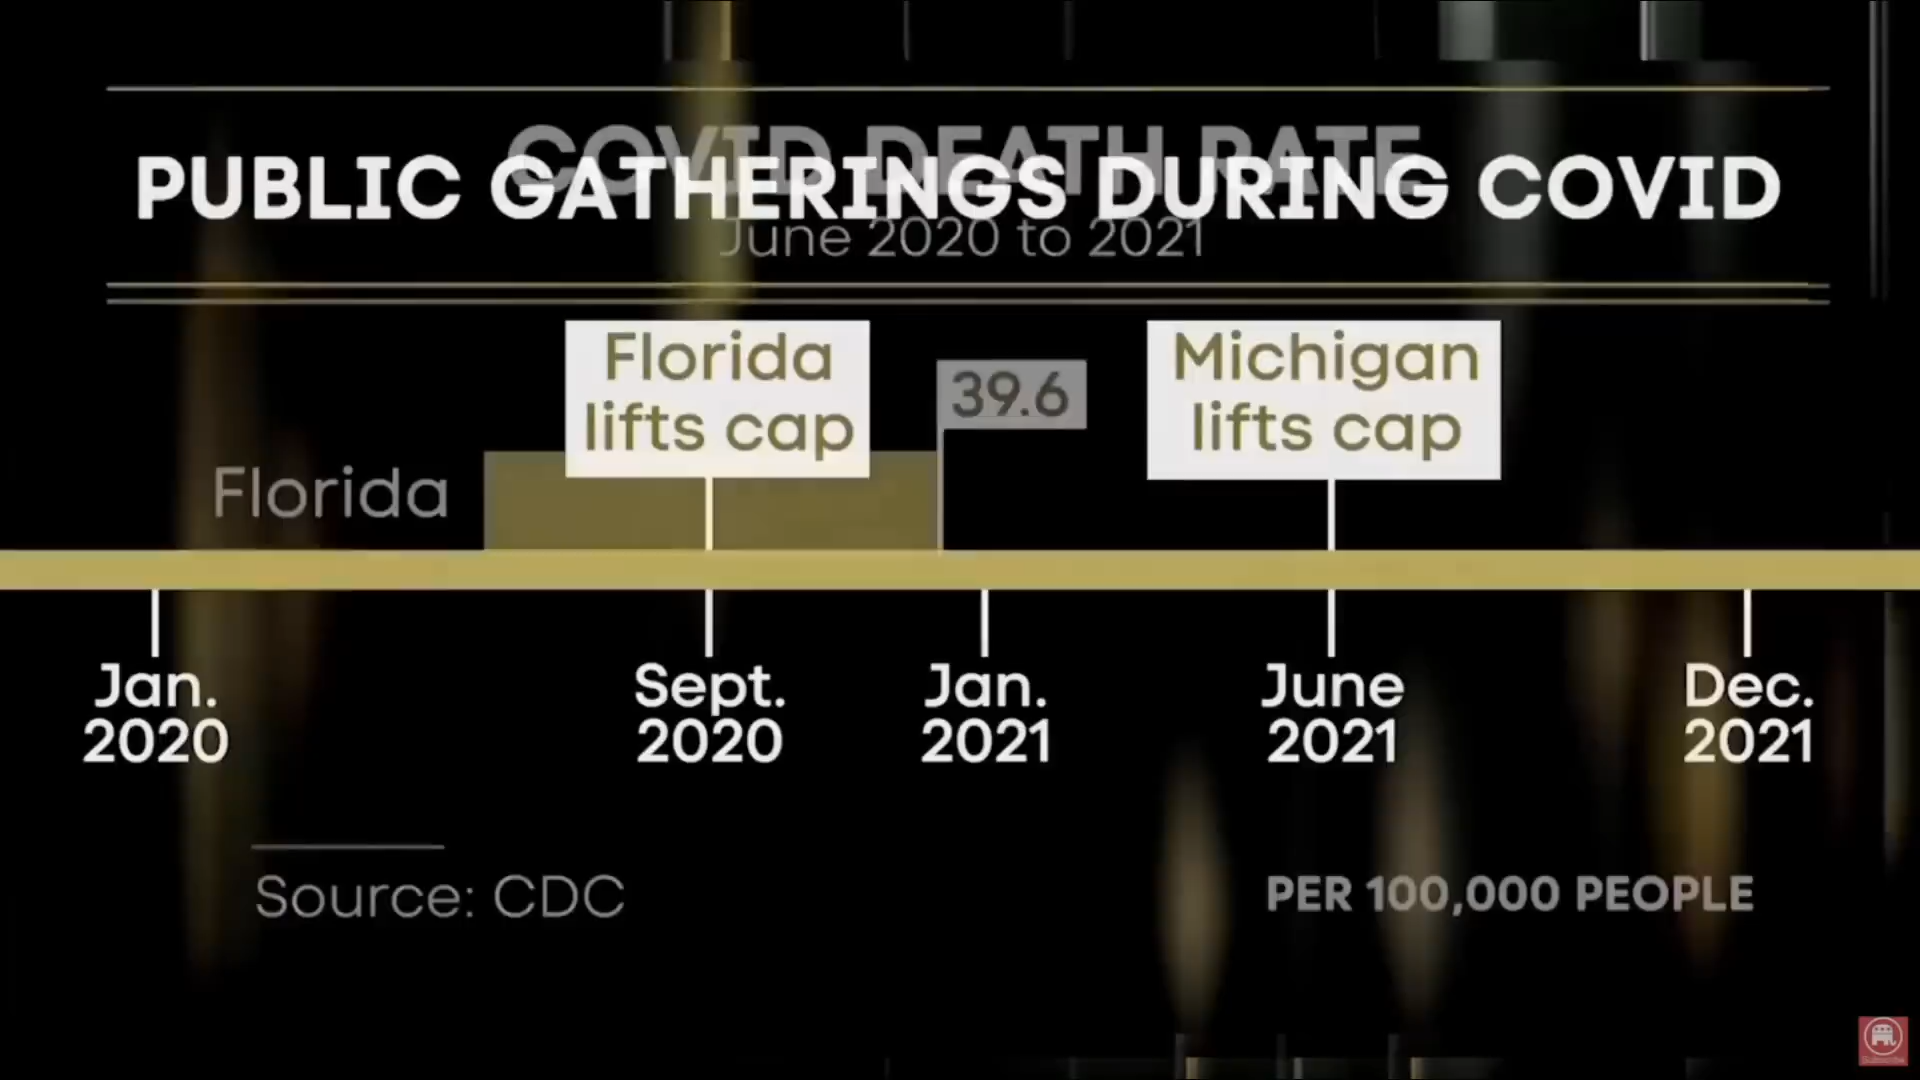 COVID DEATH RATE
PUBLIC GATHERINGS DURING COVID
June 2020 to 2021
Florida
lifts cap
Michigan
lifts cap
39.6
Florida
Jan.
2020
Sept.
2020
Jan.
2021
June
2021
Dec.
2021
Source: CDC
PER 100,000 PEOPLE
Subscribe